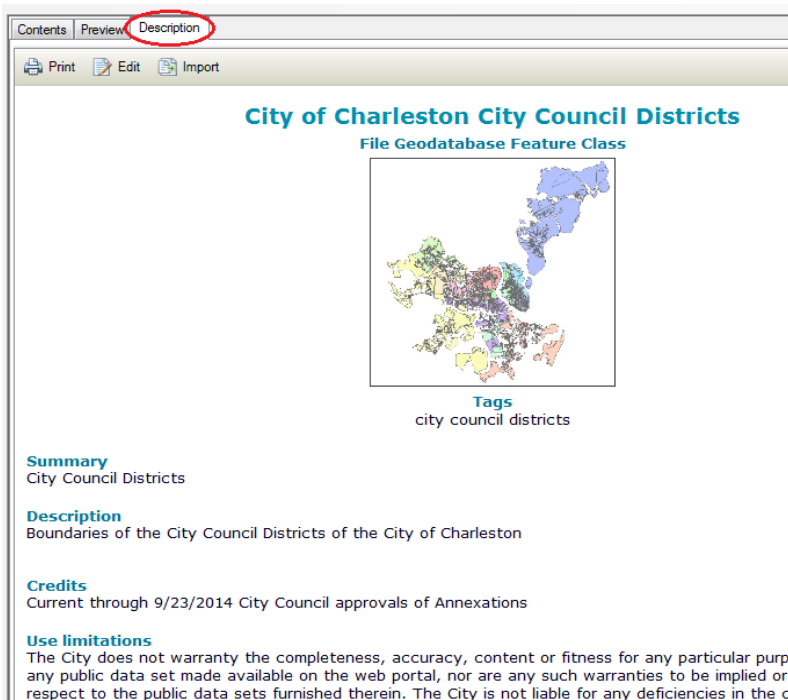 Contents Preview Description
Print Edit Import
City of Charleston City Council Districts
File Geodatabase Feature Class
Tags
city council districts
Summary
City Council Districts
Description
Boundaries of the City Council Districts of the City of Charleston
Credits
Current through 9/23/2014 City Council approvals of Annexations
Use limitations
The City does not warranty the completeness, accuracy, content or fitness for any particular purp
any public data set made available on the web portal, nor are any such warranties to be implied or
respect to the public data sets furnished therein. The City is not liable for any deficiencies in the c